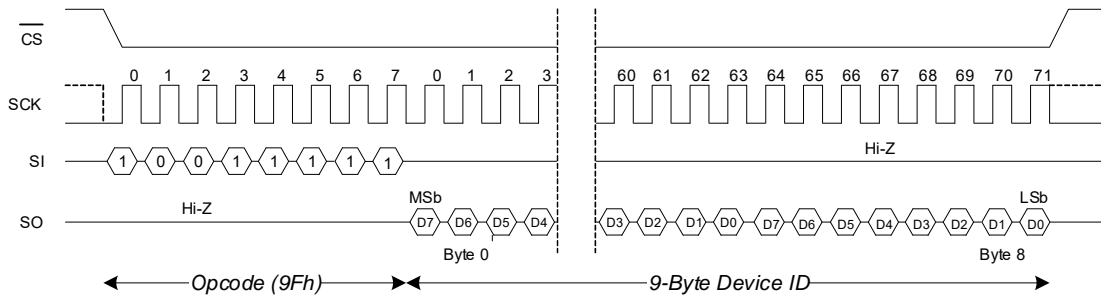 CS
0 1 2 3 4 5 6 7 0 1 2 3 60 61 62 63 64 65 66 67 68 69 70 71
SCK
Hi-Z
SI 1 0 0 1 1 1 1 1
MSb LSb
Hi-Z
SO D7 D6 D5 D4 D3 D2 D1 D0 D7 D6 D5 D4 D3 D2 D1 D0
Byte 0 Byte 8
Opcode (9Fh) 9-Byte Device ID